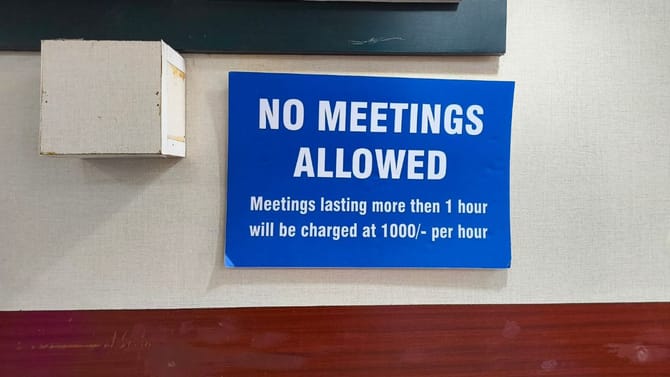 NO MEETINGS
ALLOWED
Meetings lasting more then 1 hour
will be charged at 1000/- per hour